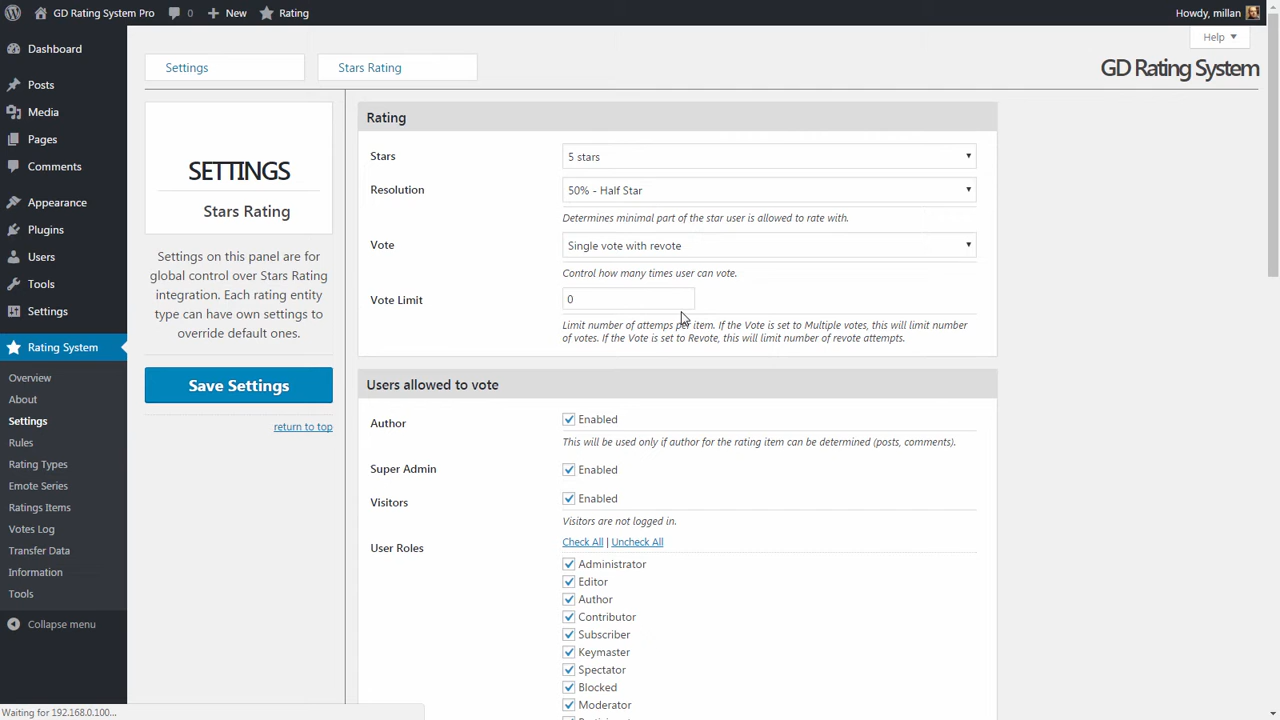 GD Rating System Pro
0
New
Rating
Howdy, millan
Dashboard
Posts
Media
Pages
Comments
Appearance
Plugins
Users
Tools
Settings
Rating System
Overview
About
Settings
Rules
Rating Types
Emote Series
Ratings Items
Votes Log
Transfer Data
Information
Tools
Collapse menu
Waiting for 192.168.0.100...
Help
Settings
Stars Rating
GD Rating System
SETTINGS
Stars Rating
Settings on this panel are for
global control over Stars Rating
integration. Each rating entity
type can have own settings to
override default ones.
Save Settings
return to top
Rating
Stars
5 stars
Resolution
50% - Half Star
Determines minimal part of the star user is allowed to rate with.
Vote
Single vote with revote
Control how many times user can vote.
Vote Limit
0
Limit number of attemps per item. If the Vote is set to Multiple votes, this will limit number
of votes. If the Vote is set to Revote, this will limit number of revote attempts.
Users allowed to vote
Author
Enabled
This will be used only if author for the rating item can be determined (posts, comments).
Super Admin
Enabled
Visitors
Enabled
Visitors are not logged in.
User Roles
Check All | Uncheck All
Administrator
Editor
Author
Contributor
Subscriber
Keymaster
Spectator
Blocked
Moderator